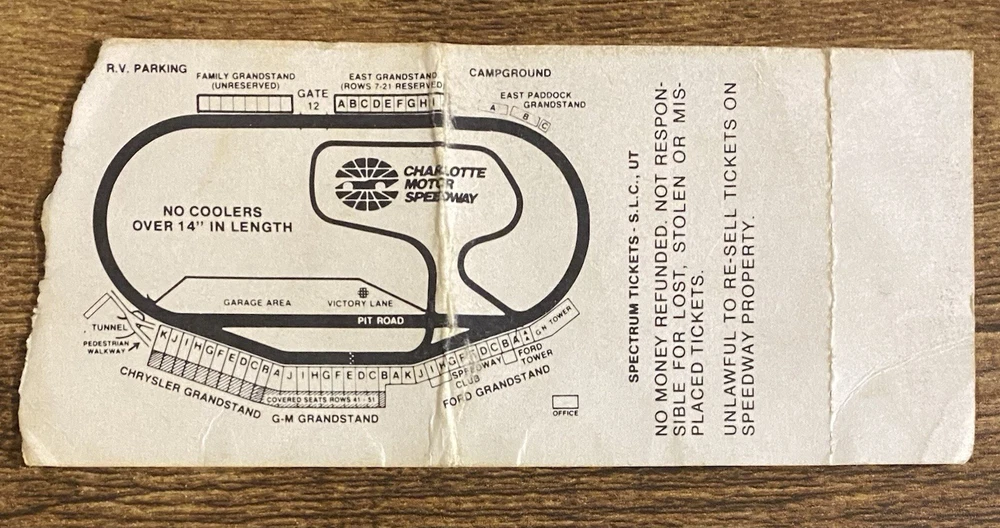 R.V. PARKING
FAMILY GRANDSTAND
(UNRESERVED)
GATE
12
EAST GRANDSTAND
(ROWS 7-21 RESERVED)
A B C D E F G H I
CAMPGROUND
EAST PADDOCK
GRANDSTAND
A B C
CHARLOTTE
MOTOR
SPEEDWAY
NO COOLERS
OVER 14" IN LENGTH
GARAGE AREA
VICTORY LANE
PIT ROAD
TUNNEL
PEDESTRIAN
WALKWAY
K J I H G F E D C B A
J I H G F E D C B A
K J I H G F E D C B A
TOWER
SPEEDWAY
CLUB
FORD
TOWER
COVERED SEATS ROWS 41 - 51
CHRYSLER GRANDSTAND
G-M GRANDSTAND
FORD GRANDSTAND
OFFICE
SPECTRUM TICKETS - S.L.C., UT
NO MONEY REFUNDED. NOT RESPON-
SIBLE FOR LOST, STOLEN OR MIS-
PLACED TICKETS.
UNLAWFUL TO RE-SELL TICKETS ON
SPEEDWAY PROPERTY.